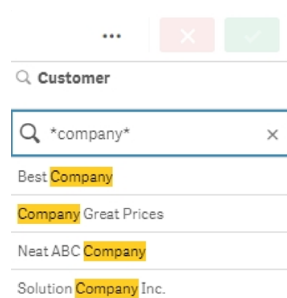 Customer
*company*
Best Company
Company Great Prices
Neat ABC Company
Solution Company Inc.